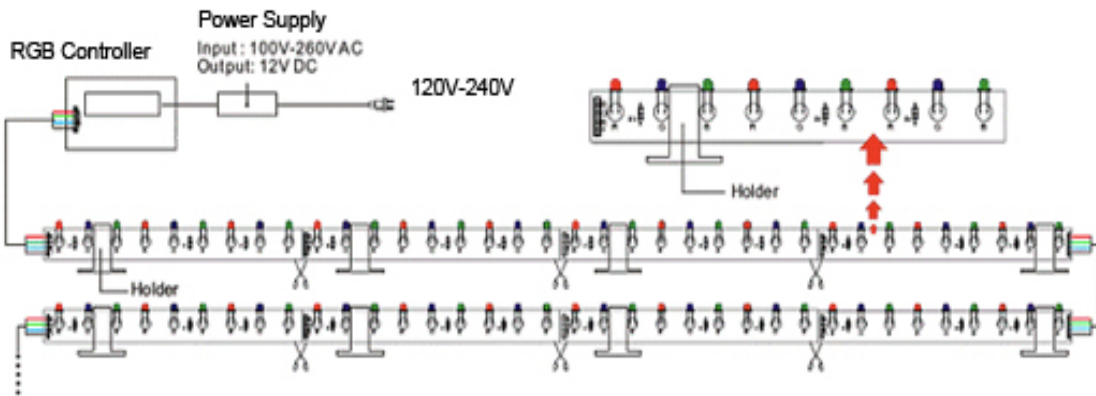 Power Supply
RGB Controller
Input : 100V-260V AC
Output: 12V DC
120V-240V
Holder
Holder